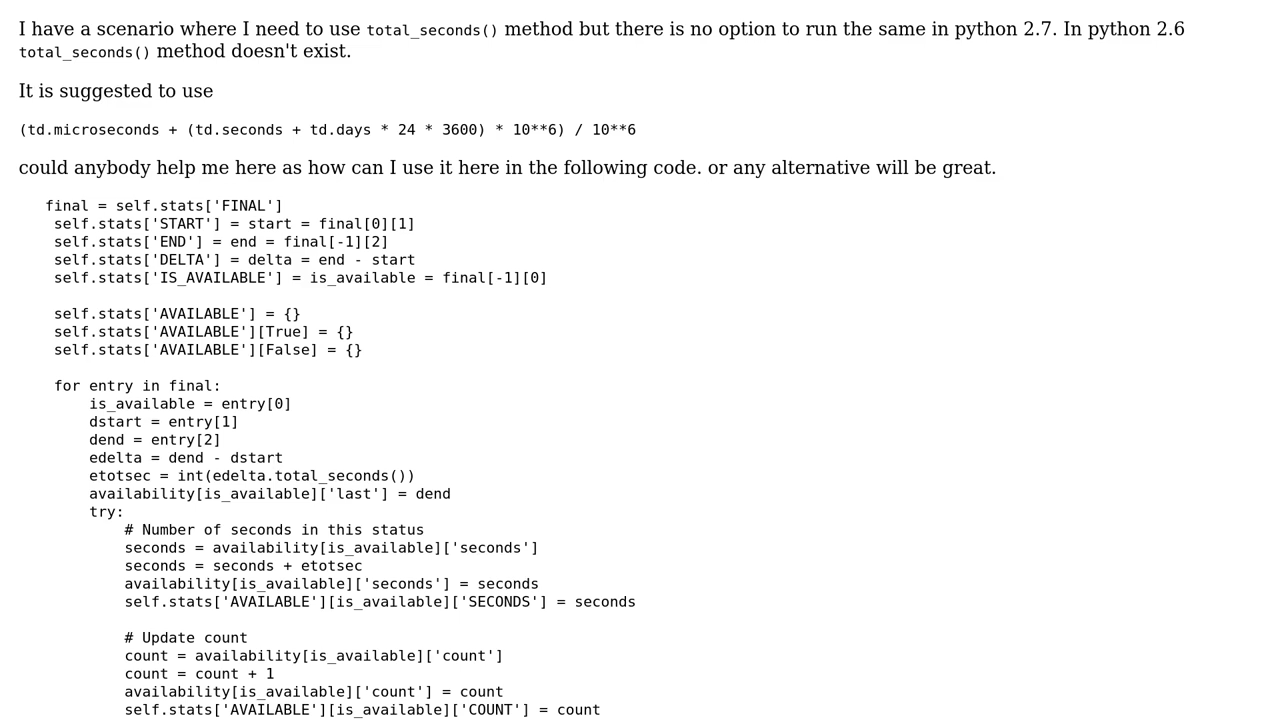 I have a scenario where I need to use total_seconds() method but there is no option to run the same in python 2.7. In python 2.6
total_seconds() method doesn't exist.
It is suggested to use
(td.microseconds + (td.seconds + td.days * 24 * 3600) * 10**6) / 10**6
could anybody help me here as how can I use it here in the following code. or any alternative will be great.
   final = self.stats['FINAL']
    self.stats['START'] = start = final[0][1]
    self.stats['END'] = end = final[-1][2]
    self.stats['DELTA'] = delta = end - start
    self.stats['IS_AVAILABLE'] = is_available = final[-1][0]

    self.stats['AVAILABLE'] = {}
    self.stats['AVAILABLE'][True] = {}
    self.stats['AVAILABLE'][False] = {}

    for entry in final:
        is_available = entry[0]
        dstart = entry[1]
        dend = entry[2]
        edelta = dend - dstart
        etotsec = int(edelta.total_seconds())
        availability[is_available]['last'] = dend
        try:
            # Number of seconds in this status
            seconds = availability[is_available]['seconds']
            seconds = seconds + etotsec
            availability[is_available]['seconds'] = seconds
            self.stats['AVAILABLE'][is_available]['SECONDS'] = seconds

            # Update count
            count = availability[is_available]['count']
            count = count + 1
            availability[is_available]['count'] = count
            self.stats['AVAILABLE'][is_available]['COUNT'] = count